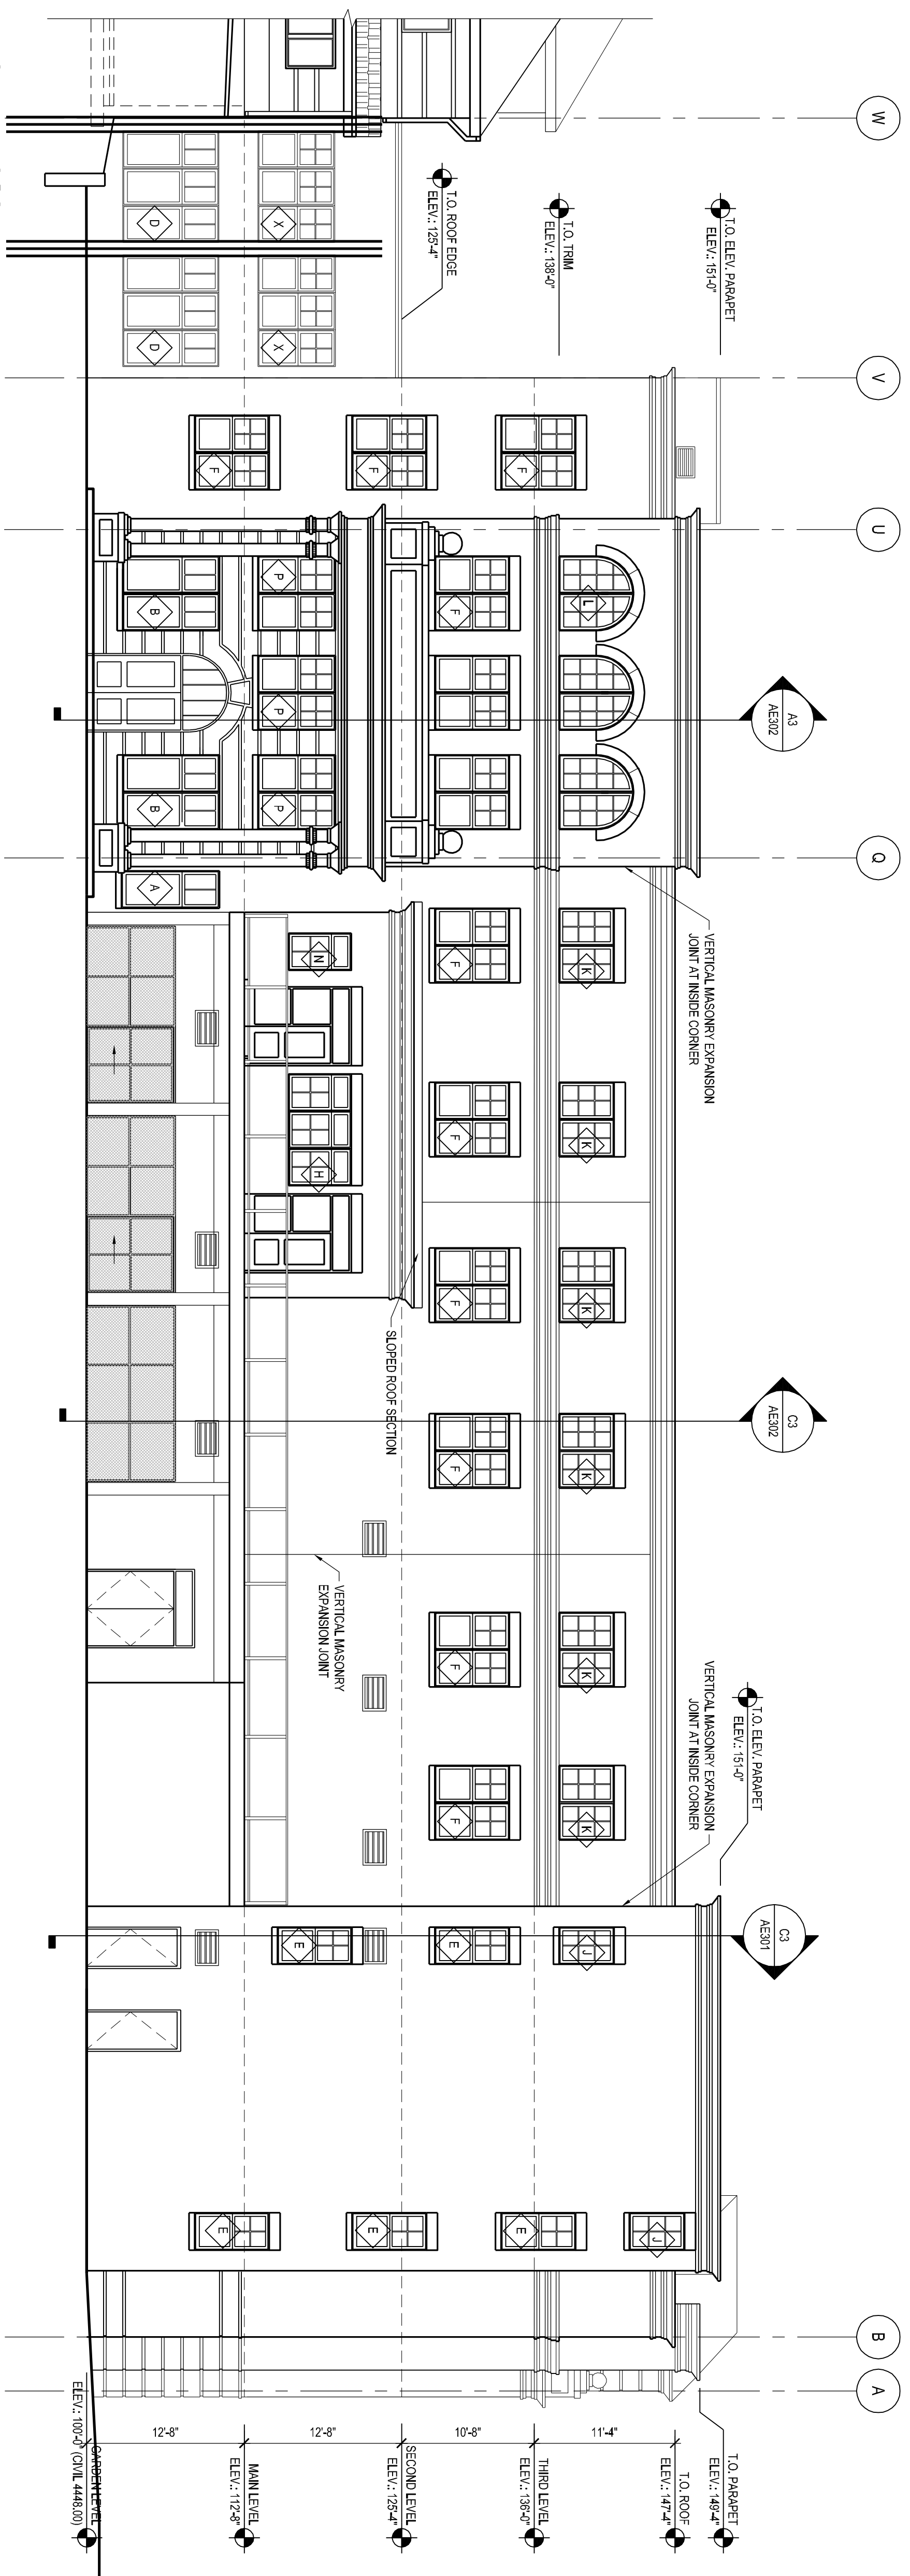 W
V
U
Q
B
A
T.O. ELEV. PARAPET
ELEV.: 151'-0"
T.O. TRIM
ELEV.: 138'-0"
T.O. ROOF EDGE
ELEV.: 125'-4"
A3
AE302
C3
AE302
C3
AE301
VERTICAL MASONRY EXPANSION
JOINT AT INSIDE CORNER
T.O. ELEV. PARAPET
ELEV.: 151'-0"
VERTICAL MASONRY EXPANSION
JOINT AT INSIDE CORNER
T.O. PARAPET
ELEV.: 149'-4"
T.O. ROOF
ELEV.: 147'-4"
11'-4"
THIRD LEVEL
ELEV.: 136'-0"
10'-8"
SECOND LEVEL
ELEV.: 125'-4"
12'-8"
MAIN LEVEL
ELEV.: 112'-8"
12'-8"
GARDEN LEVEL
ELEV.: 100'-0" (CIVIL 4448.00)
SLOPED ROOF SECTION
VERTICAL MASONRY
EXPANSION JOINT
J
L
K
K
K
K
K
K
J
F
E
F
F
F
F
F
F
F
E
F
E
X
X
P
P
P
N
H
E
F
E
D
D
B
B
A